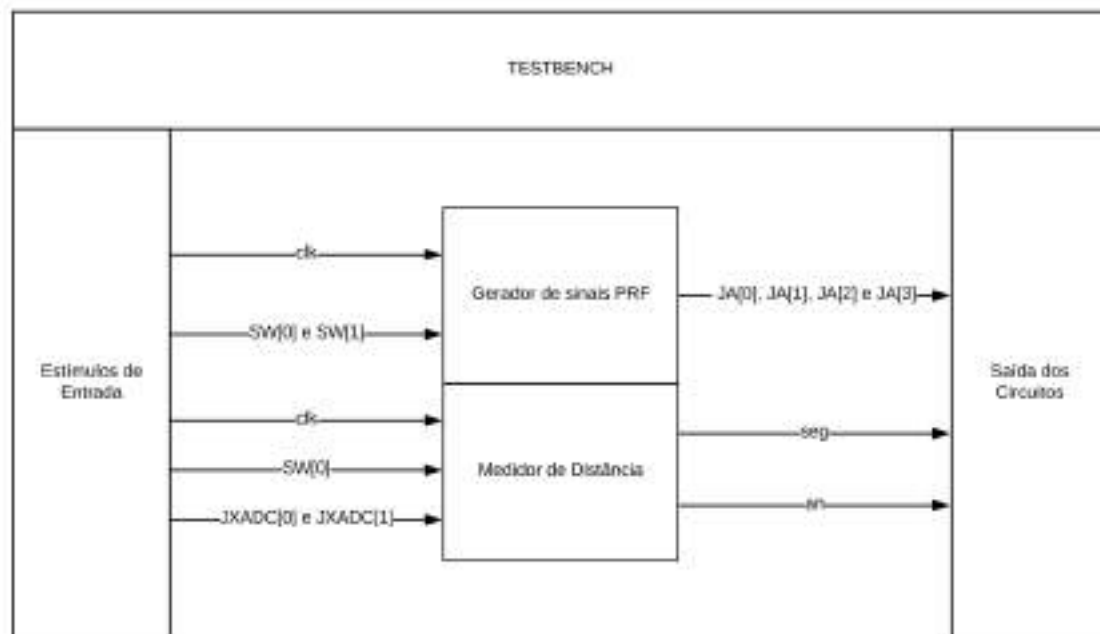 TESTBENCH
Estímulos de
Entrada
clk
SW[0] e SW[1]
clk
SW[0]
JXADC[0] e JXADC[1]
Gerador de sinais PRF
Medidor de Distância
JA[0], JA[1], JA[2] e JA[3]
seg
an
Saída dos
Circuitos